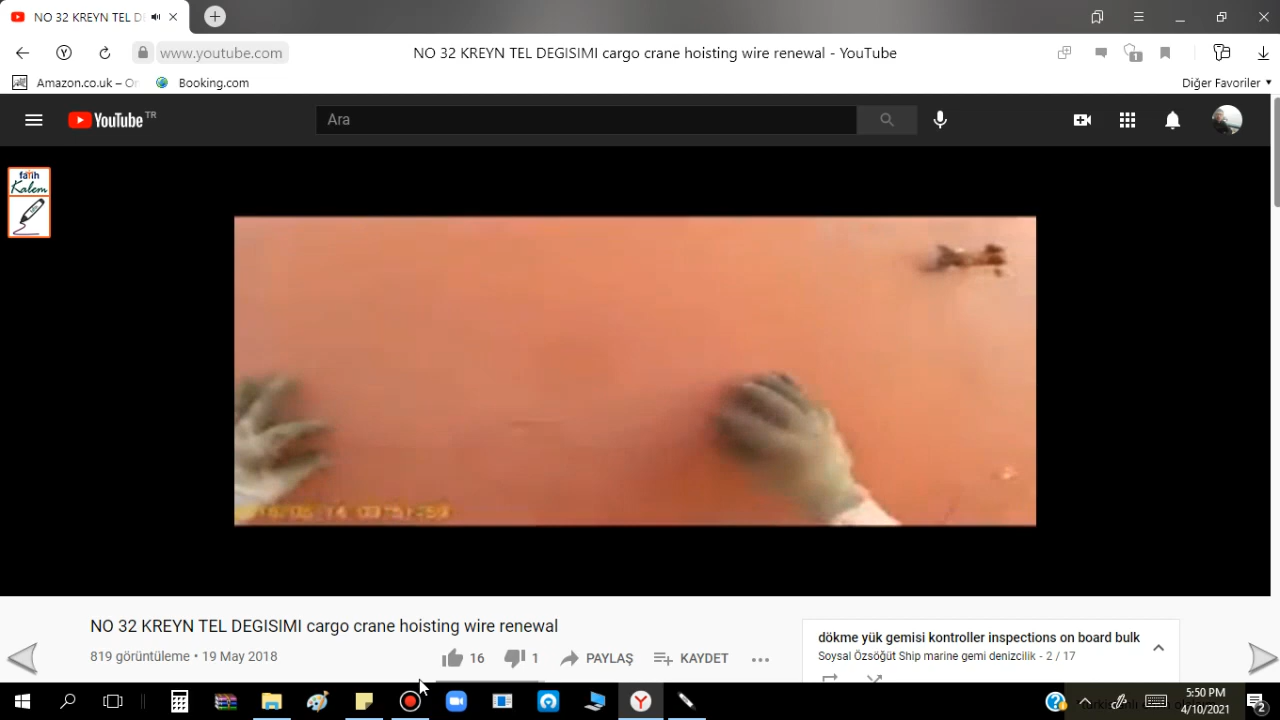 NO 32 KREYN TEL D
www.youtube.com
NO 32 KREYN TEL DEGISIMI cargo crane hoisting wire renewal - YouTube
1
Amazon.co.uk – O
Booking.com
Diğer Favoriler
YouTube TR
Ara
fatih
Kalem
NO 32 KREYN TEL DEGISIMI cargo crane hoisting wire renewal
819 görüntüleme • 19 May 2018
16
1
PAYLAŞ
KAYDET
dökme yük gemisi kontroller inspections on board bulk
Soysal Özsöğüt Ship marine gemi denizcilik - 2 / 17
5:50 PM
4/10/2021
2